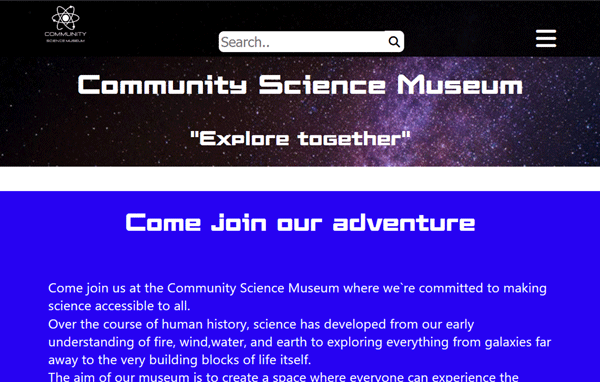 COMMUNITY
SCIENCE MUSEUM
Search..
Community Science Museum
"Explore together"
Come join our adventure
Come join us at the Community Science Museum where we`re committed to making
science accessible to all.
Over the course of human history, science has developed from our early
understanding of fire, wind,water, and earth to exploring everything from galaxies far
away to the very building blocks of life itself.
The aim of our museum is to create a space where everyone can experience the